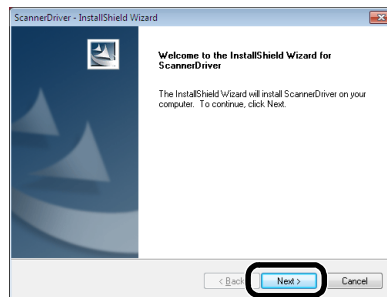 ScannerDriver - InstallShield Wizard
Welcome to the InstallShield Wizard for
ScannerDriver
The InstallShield Wizard will install ScannerDriver on your
computer. To continue, click Next.
< Back
Next >
Cancel